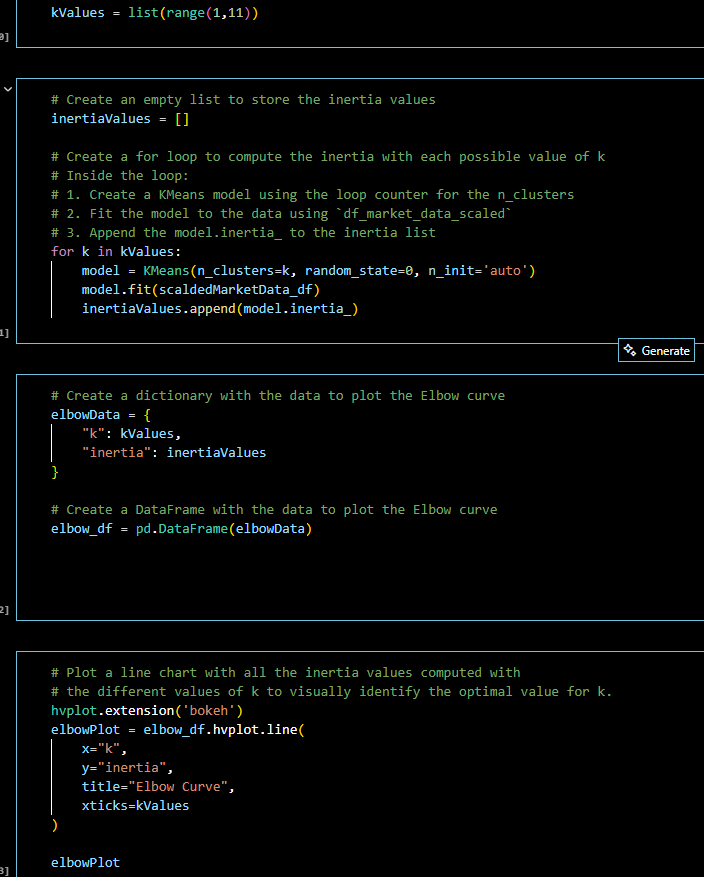 kValues = list(range(1,11))
0]
# Create an empty list to store the inertia values
inertiaValues = []
# Create a for loop to compute the inertia with each possible value of k
# Inside the loop:
# 1. Create a KMeans model using the loop counter for the n_clusters
# 2. Fit the model to the data using `df_market_data_scaled`
# 3. Append the model.inertia_ to the inertia list
for k in kValues:
    model = KMeans(n_clusters=k, random_state=0, n_init='auto')
    model.fit(scaldedMarketData_df)
    inertiaValues.append(model.inertia_)
1]
Generate
# Create a dictionary with the data to plot the Elbow curve
elbowData = {
    "k": kValues,
    "inertia": inertiaValues
}
# Create a DataFrame with the data to plot the Elbow curve
elbow_df = pd.DataFrame(elbowData)
2]
# Plot a line chart with all the inertia values computed with
# the different values of k to visually identify the optimal value for k.
hvplot.extension('bokeh')
elbowPlot = elbow_df.hvplot.line(
    x="k",
    y="inertia",
    title="Elbow Curve",
    xticks=kValues
)
elbowPlot
3]